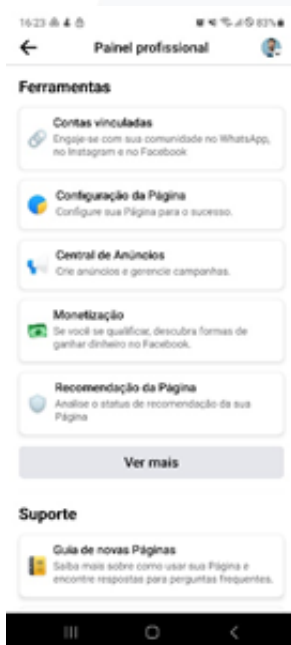 16:23
83%
Painel profissional
Ferramentas
Contas vinculadas
Engaje-se com sua comunidade no WhatsApp,
no Instagram e no Facebook
Configuração da Página
Configure sua Página para o sucesso.
Central de Anúncios
Crie anúncios e gerencie campanhas.
Monetização
Se você se qualificar, descubra formas de
ganhar dinheiro no Facebook.
Recomendação da Página
Analise o status de recomendação da sua
Página
Ver mais
Suporte
Guia de novas Páginas
Saiba mais sobre como usar sua Página e
encontre respostas para perguntas frequentes.